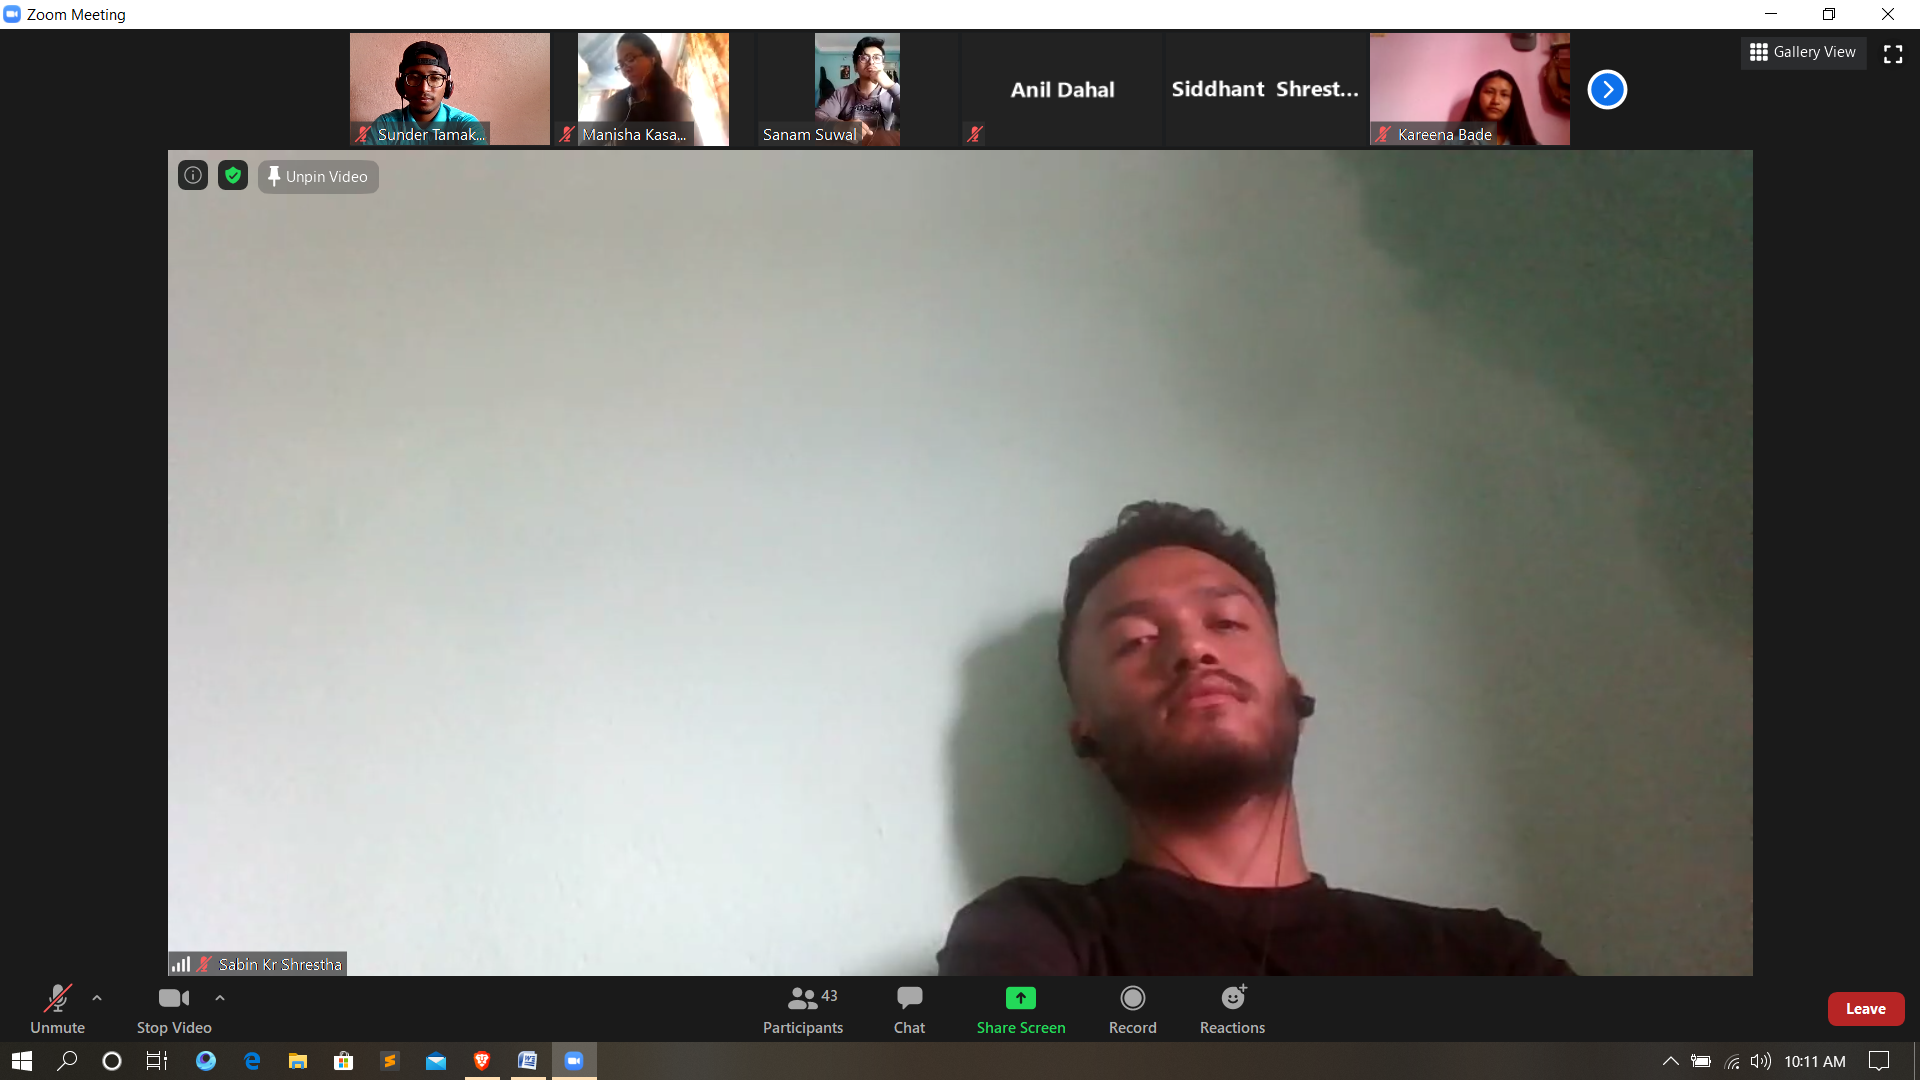 Zoom Meeting
Sunder Tamak...
Manisha Kasa...
Sanam Suwal
Anil Dahal
Siddhant Shrest...
Kareena Bade
Gallery View
Unpin Video
Sabin Kr Shrestha
Unmute
Stop Video
43
Participants
Chat
Share Screen
Record
Reactions
Leave
10:11 AM